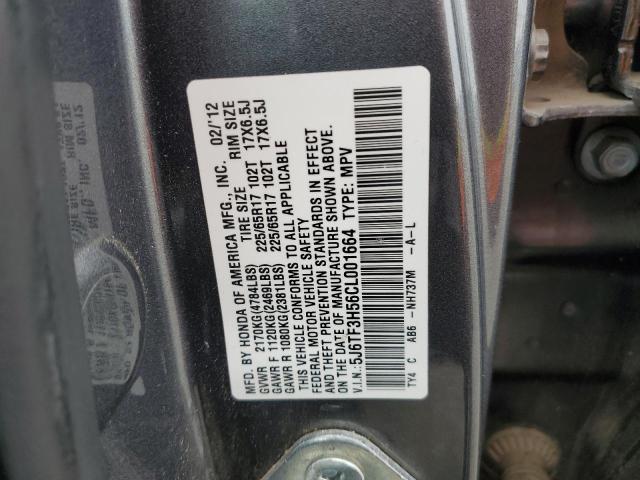 MFD. BY HONDA OF AMERICA MFG., INC. 02/'12
TIRE SIZE RIM SIZE
GVWR 2170KG(4784LBS)
GAWR F 1120KG(2469LBS) 225/65R17 102T 17X6.5J
GAWR R 1080KG(2381LBS) 225/65R17 102T 17X6.5J
THIS VEHICLE CONFORMS TO ALL APPLICABLE
FEDERAL MOTOR VEHICLE SAFETY
AND THEFT PREVENTION STANDARDS IN EFFECT
ON THE DATE OF MANUFACTURE SHOWN ABOVE.
V.I.N.:5J6TF3H56CL001664 TYPE: MPV
TY4 C AB6 -NH737M -A-L